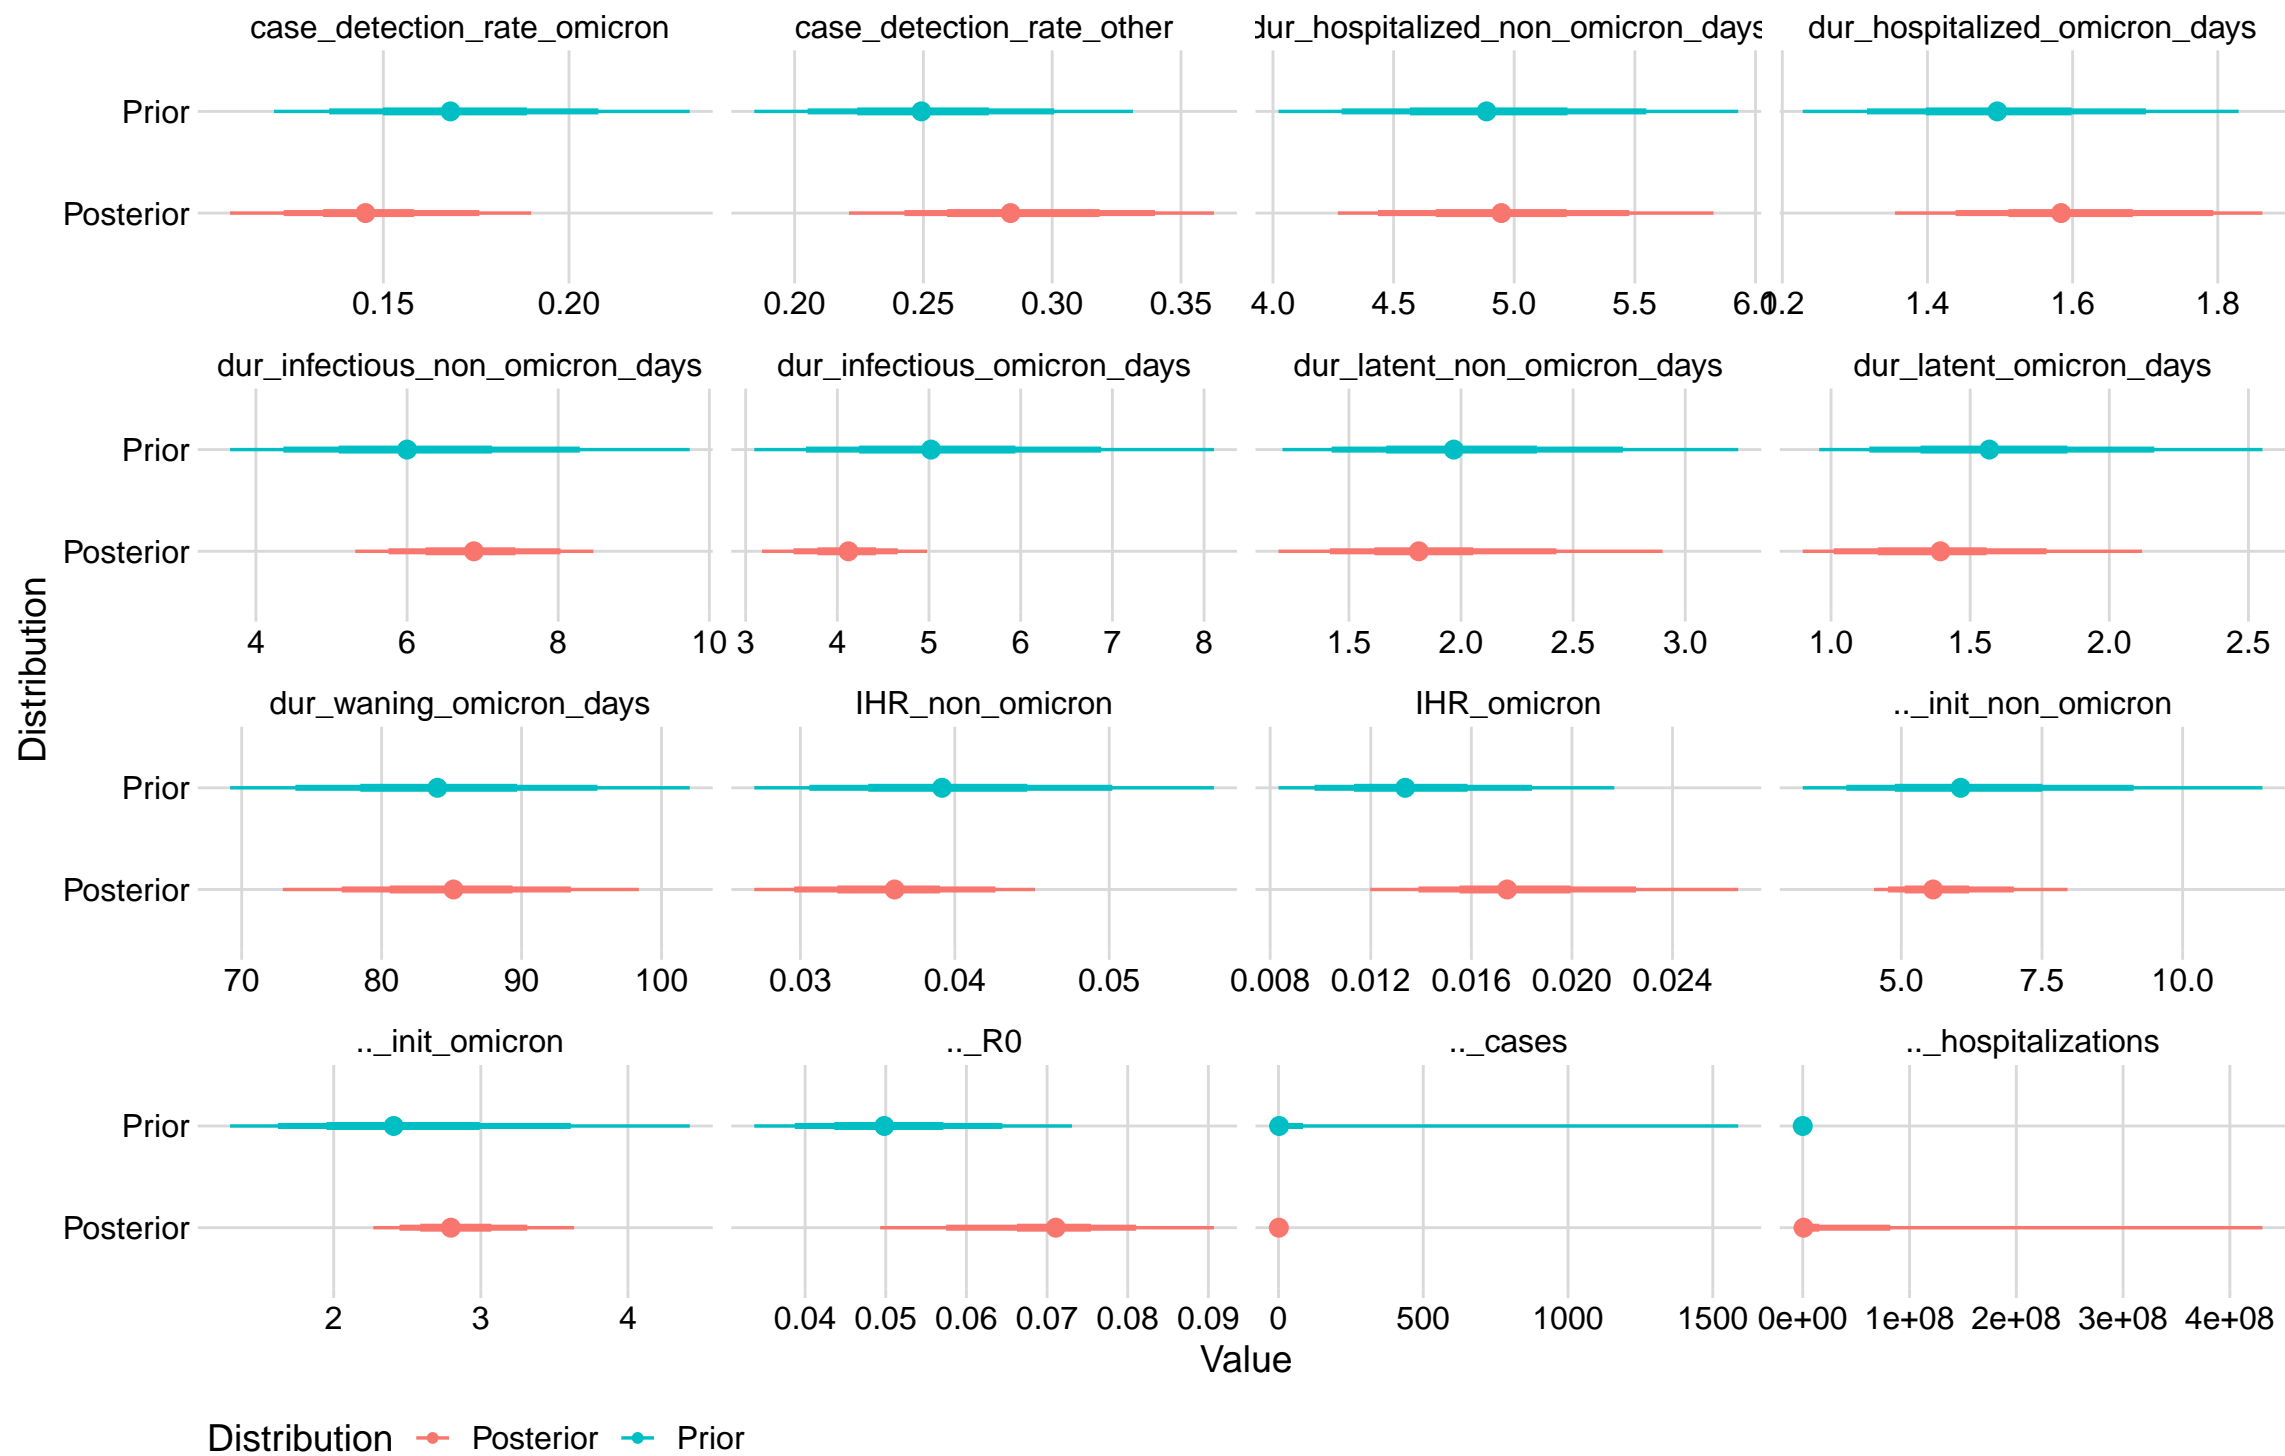 case_detection_rate_omicron case_detection_rate_other dur_hospitalized_non_omicron_days dur_hospitalized_omicron_days
Prior
Posterior
0.15 0.20 0.20 0.25 0.30 0.35 4.0 4.5 5.0 5.5 6.0 1.2 1.4 1.6 1.8
dur_infectious_non_omicron_days dur_infectious_omicron_days dur_latent_non_omicron_days dur_latent_omicron_days
Prior
Posterior
4 6 8 10 3 4 5 6 7 8 1.5 2.0 2.5 3.0 1.0 1.5 2.0 2.5
Distribution
dur_waning_omicron_days IHR_non_omicron IHR_omicron .._init_non_omicron
Prior
Posterior
70 80 90 100 0.03 0.04 0.05 0.008 0.012 0.016 0.020 0.024 5.0 7.5 10.0
.._init_omicron .._R0 .._cases .._hospitalizations
Prior
Posterior
2 3 4 0.04 0.05 0.06 0.07 0.08 0.09 0 500 1000 1500 0e+00 1e+08 2e+08 3e+08 4e+08
Value
Distribution Posterior Prior